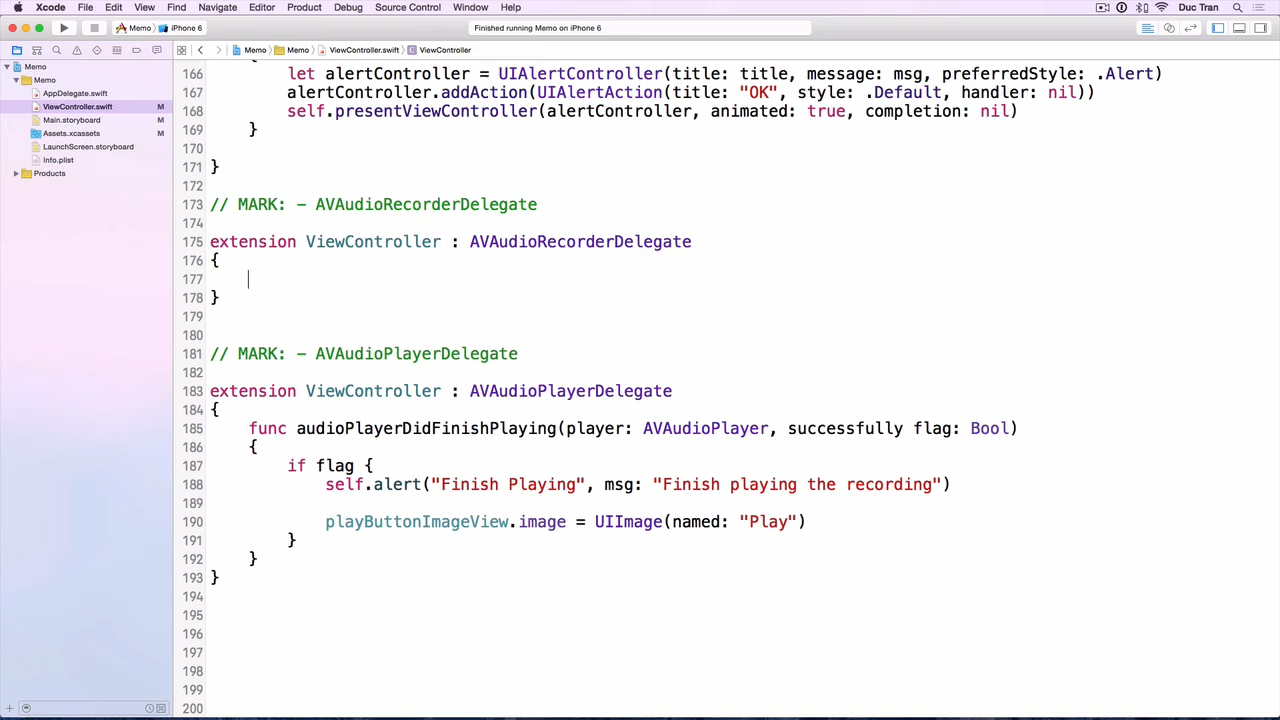 Xcode File Edit View Find Navigate Editor Product Debug Source Control Window Help Duc Tran
Memo iPhone 6 Finished running Memo on iPhone 6
Memo Memo ViewController.swift ViewController
Memo
Memo
AppDelegate.swift
ViewController.swift M
Main.storyboard M
Assets.xcassets M
LaunchScreen.storyboard
Info.plist
Products
166 let alertController = UIAlertController(title: title, message: msg, preferredStyle: .Alert)
167 alertController.addAction(UIAlertAction(title: "OK", style: .Default, handler: nil))
168 self.presentViewController(alertController, animated: true, completion: nil)
169 }
170
171 }
172
173 // MARK: - AVAudioRecorderDelegate
174
175 extension ViewController : AVAudioRecorderDelegate
176 {
177
178 }
179
180
181 // MARK: - AVAudioPlayerDelegate
182
183 extension ViewController : AVAudioPlayerDelegate
184 {
185 func audioPlayerDidFinishPlaying(player: AVAudioPlayer, successfully flag: Bool)
186 {
187 if flag {
188 self.alert("Finish Playing", msg: "Finish playing the recording")
189
190 playButtonImageView.image = UIImage(named: "Play")
191 }
192 }
193 }
194
195
196
197
198
199
200